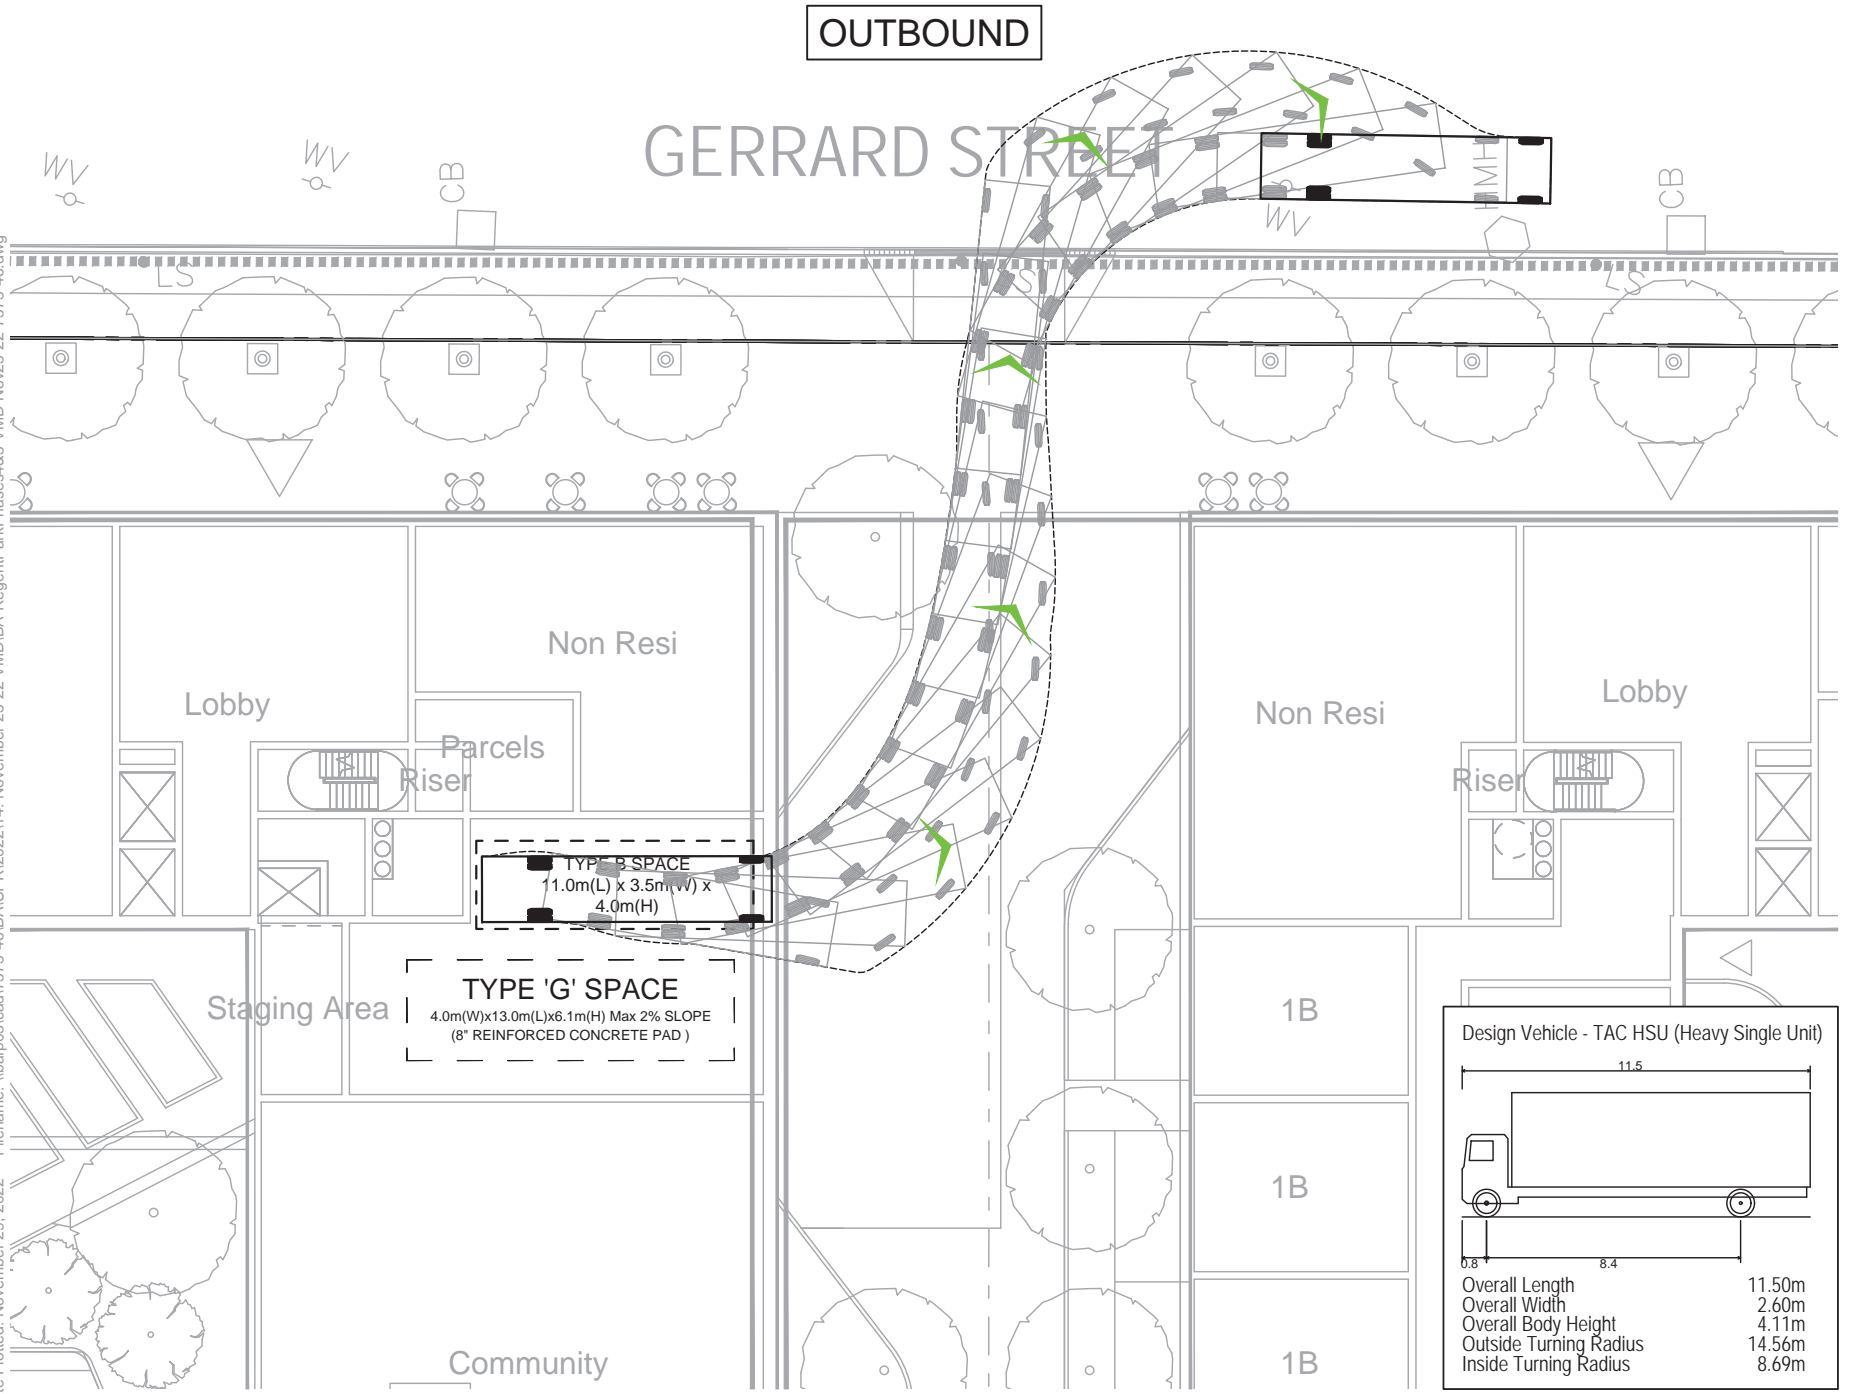 OUTBOUND
GERRARD STREET
WV
WV
CB
HMH
CB
WV
LS
LS
Non Resi
Lobby
Parcels
Riser
Non Resi
Lobby
Riser
TYPE B SPACE
11.0m(L) x 3.5m(W) x
4.0m(H)
TYPE 'G' SPACE
4.0m(W)x13.0m(L)x6.1m(H) Max 2% SLOPE
(8" REINFORCED CONCRETE PAD )
Staging Area
1B
1B
1B
Community
Design Vehicle - TAC HSU (Heavy Single Unit)
11.5
0.8
8.4
Overall Length 11.50m
Overall Width 2.60m
Overall Body Height 4.11m
Outside Turning Radius 14.56m
Inside Turning Radius 8.69m